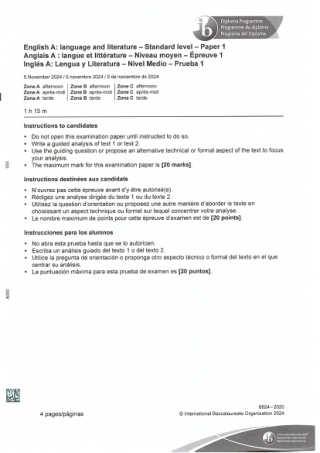 Diploma Programme
Programme du diplôme
Programa del Diploma
English A: language and literature – Standard level – Paper 1
Anglais A : langue et littérature – Niveau moyen – Épreuve 1
Inglés A: Lengua y Literatura – Nivel Medio – Prueba 1
5 November 2024 / 5 novembre 2024 / 5 de noviembre de 2024
Zone A afternoon Zone B afternoon Zone C afternoon
Zone A après-midi Zone B après-midi Zone C après-midi
Zona A tarde Zona B tarde Zona C tarde
1 h 15 m
Instructions to candidates
• Do not open this examination paper until instructed to do so.
• Write a guided analysis of text 1 or text 2.
• Use the guiding question or propose an alternative technical or formal aspect of the text to focus
your analysis.
• The maximum mark for this examination paper is [20 marks].
Instructions destinées aux candidats
• N'ouvrez pas cette épreuve avant d'y être autorisé(e).
• Rédigez une analyse dirigée du texte 1 ou du texte 2.
• Utilisez la question d'orientation ou proposez une autre manière d'aborder le texte en
choisissant un aspect technique ou formel sur lequel concentrer votre analyse.
• Le nombre maximum de points pour cette épreuve d'examen est de [20 points].
Instrucciones para los alumnos
• No abra esta prueba hasta que se lo autoricen.
• Escriba un análisis guiado del texto 1 o del texto 2.
• Utilice la pregunta de orientación o proponga otro aspecto técnico o formal del texto en el que
centrar su análisis.
• La puntuación máxima para esta prueba de examen es [20 puntos].
4 pages/páginas
© International Baccalaureate Organization 2024